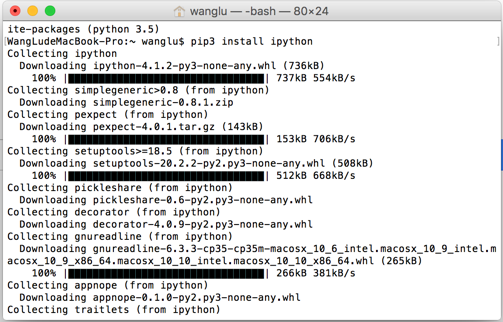 wanglu — -bash — 80×24
ite-packages (python 3.5)
[WangLudeMacBook-Pro:~ wanglu$ pip3 install ipython
Collecting ipython
Downloading ipython-4.1.2-py3-none-any.whl (736kB)
100% |████████████████████████████████| 737kB 554kB/s
Collecting simplegeneric>0.8 (from ipython)
Downloading simplegeneric-0.8.1.zip
Collecting pexpect (from ipython)
Downloading pexpect-4.0.1.tar.gz (143kB)
100% |████████████████████████████████| 153kB 706kB/s
Collecting setuptools>=18.5 (from ipython)
Downloading setuptools-20.2.2-py2.py3-none-any.whl (508kB)
100% |████████████████████████████████| 512kB 668kB/s
Collecting pickleshare (from ipython)
Downloading pickleshare-0.6-py2.py3-none-any.whl
Collecting decorator (from ipython)
Downloading decorator-4.0.9-py2.py3-none-any.whl
Collecting gnureadline (from ipython)
Downloading gnureadline-6.3.3-cp35-cp35m-macosx_10_6_intel.macosx_10_9_intel.m
acosx_10_9_x86_64.macosx_10_10_intel.macosx_10_10_x86_64.whl (265kB)
100% |████████████████████████████████| 266kB 381kB/s
Collecting appnope (from ipython)
Downloading appnope-0.1.0-py2.py3-none-any.whl
Collecting traitlets (from ipython)